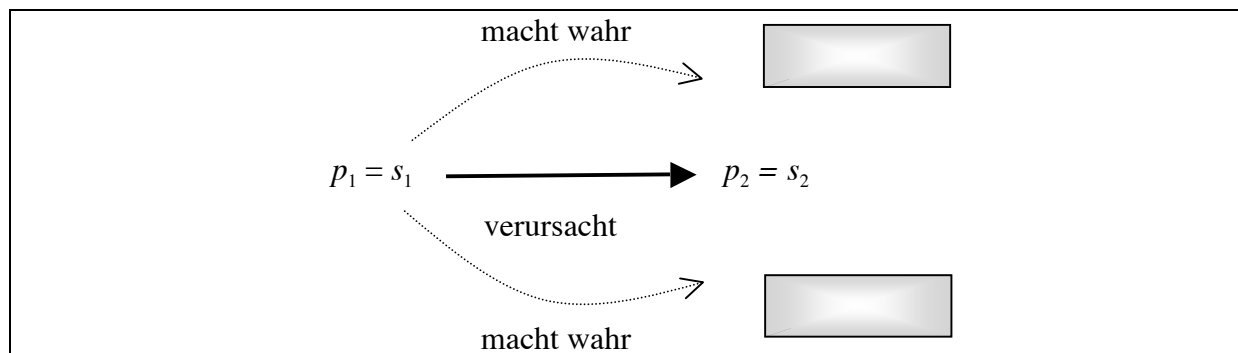 macht wahr
p₁ = s₁ p₂ = s₂
verursacht
macht wahr